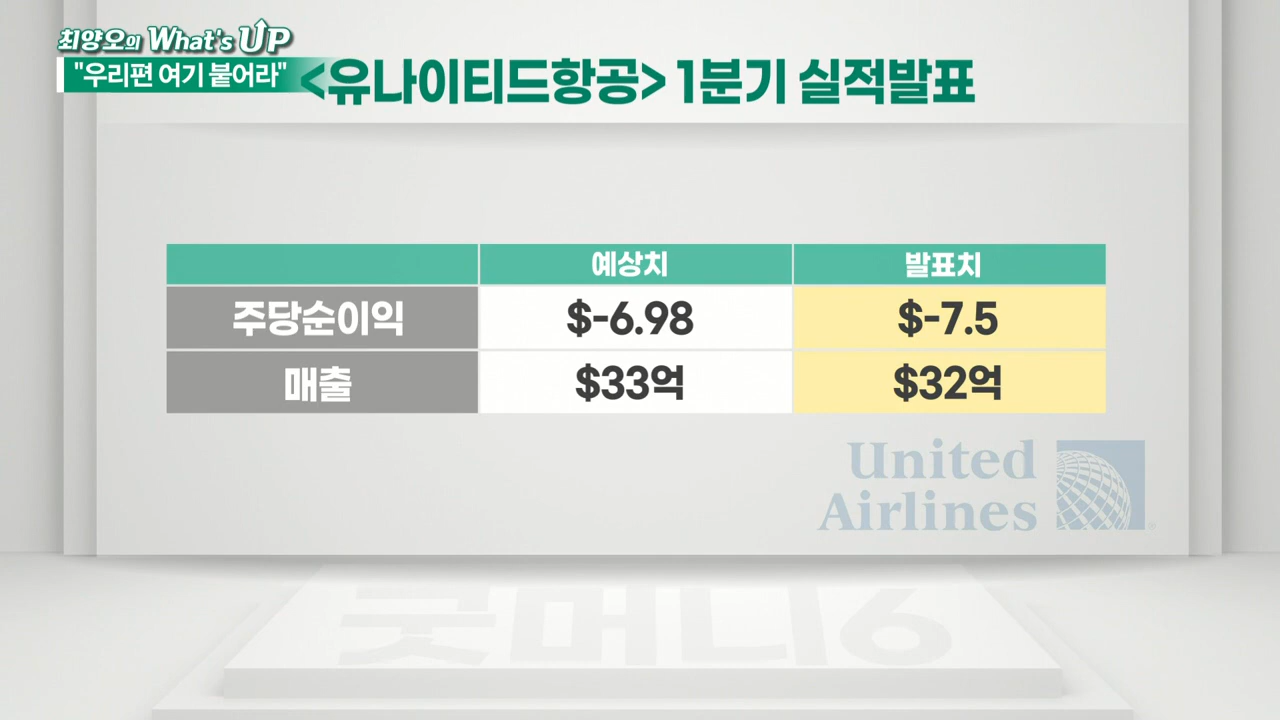 최양오의 What's UP
"우리편 여기 붙어라"
<유나이티드항공> 1분기 실적발표
예상치 발표치
주당순이익 $-6.98 $-7.5
매출 $33억 $32억
United
Airlines
굿머니6